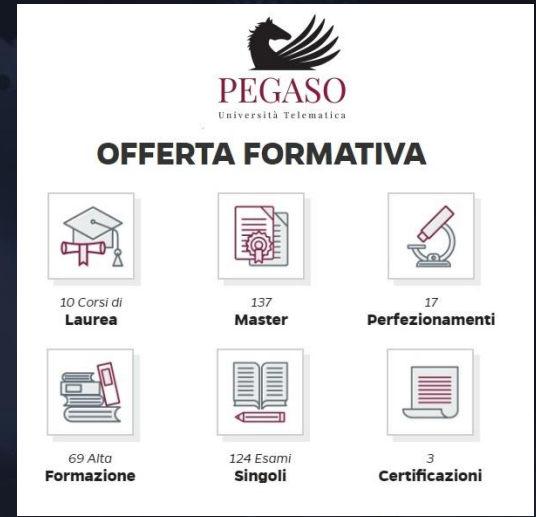 PEGASO
Università Telematica
OFFERTA FORMATIVA
10 Corsi di
Laurea
137
Master
17
Perfezionamenti
69 Alta
Formazione
124 Esami
Singoli
3
Certificazioni